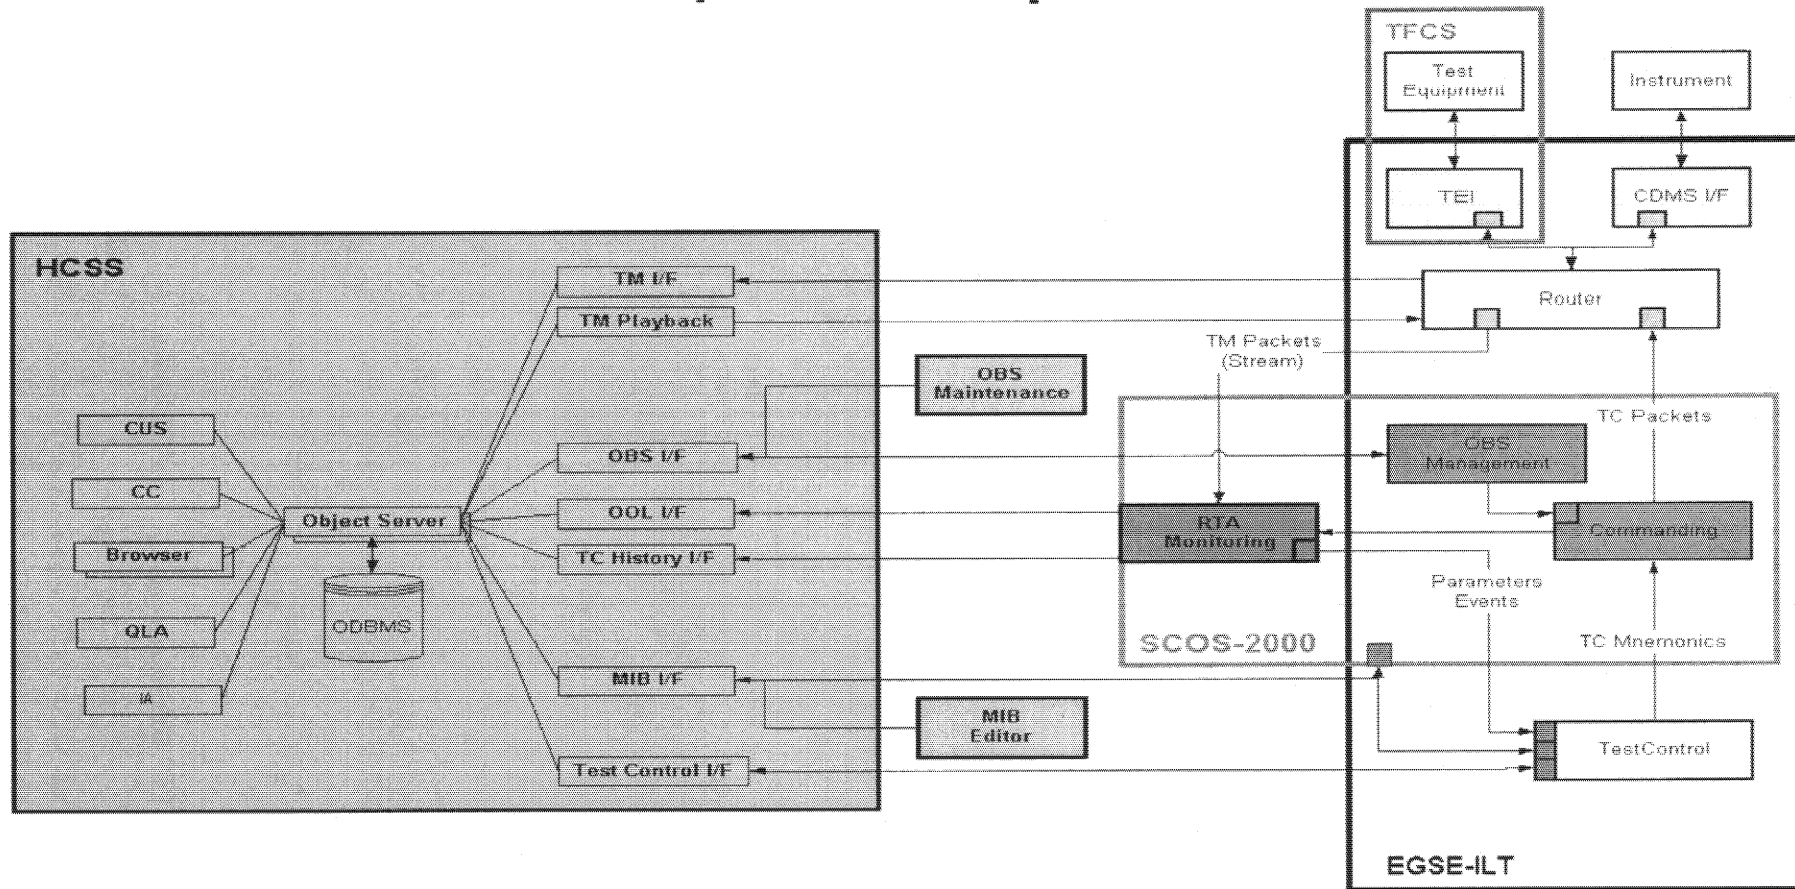 TFCS
Test
Equipment
Instrument
TEI
CDMS I/F
HCSS
TM I/F
Router
TM Playback
TM Packets
(Stream)
OBS
Maintenance
CUS
TC Packets
OBS I/F
OBS
Management
CC
Object Server
OOL I/F
RTA
Monitoring
Commanding
Browser
TC History I/F
Parameters
Events
QLA
ODBMS
SCOS-2000
TC Mnemonics
MIB I/F
IA
MIB
Editor
TestControl
Test Control I/F
EGSE-ILT